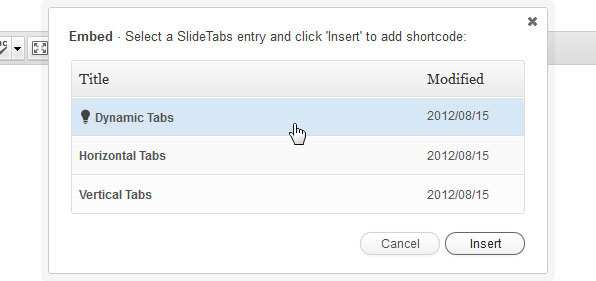 Embed - Select a SlideTabs entry and click 'Insert' to add shortcode:
Title Modified
Dynamic Tabs 2012/08/15
Horizontal Tabs 2012/08/15
Vertical Tabs 2012/08/15
Cancel Insert